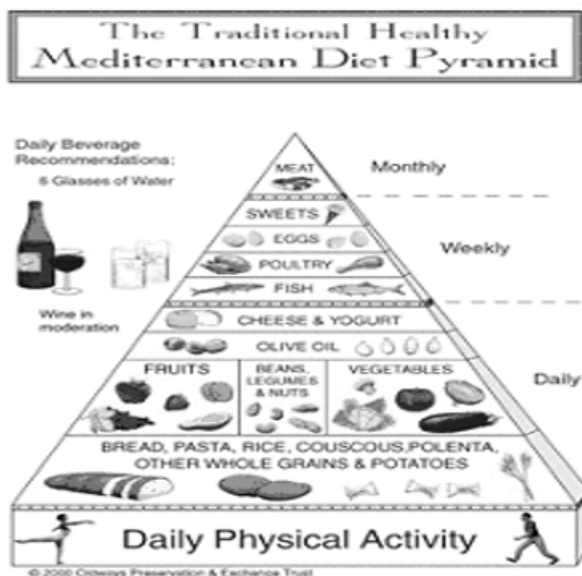 The Traditional Healthy
Mediterranean Diet Pyramid
Daily Beverage
Recommendations:
6 Glasses of Water
Wine in
moderation
MEAT
Monthly
SWEETS
EGGS
Weekly
POULTRY
FISH
CHEESE & YOGURT
OLIVE OIL
FRUITS
BEANS,
LEGUMES
& NUTS
VEGETABLES
Daily
BREAD, PASTA, RICE, COUSCOUS, POLENTA,
OTHER WHOLE GRAINS & POTATOES
Daily Physical Activity
© 2000 Oldways Preservation & Exchange Trust